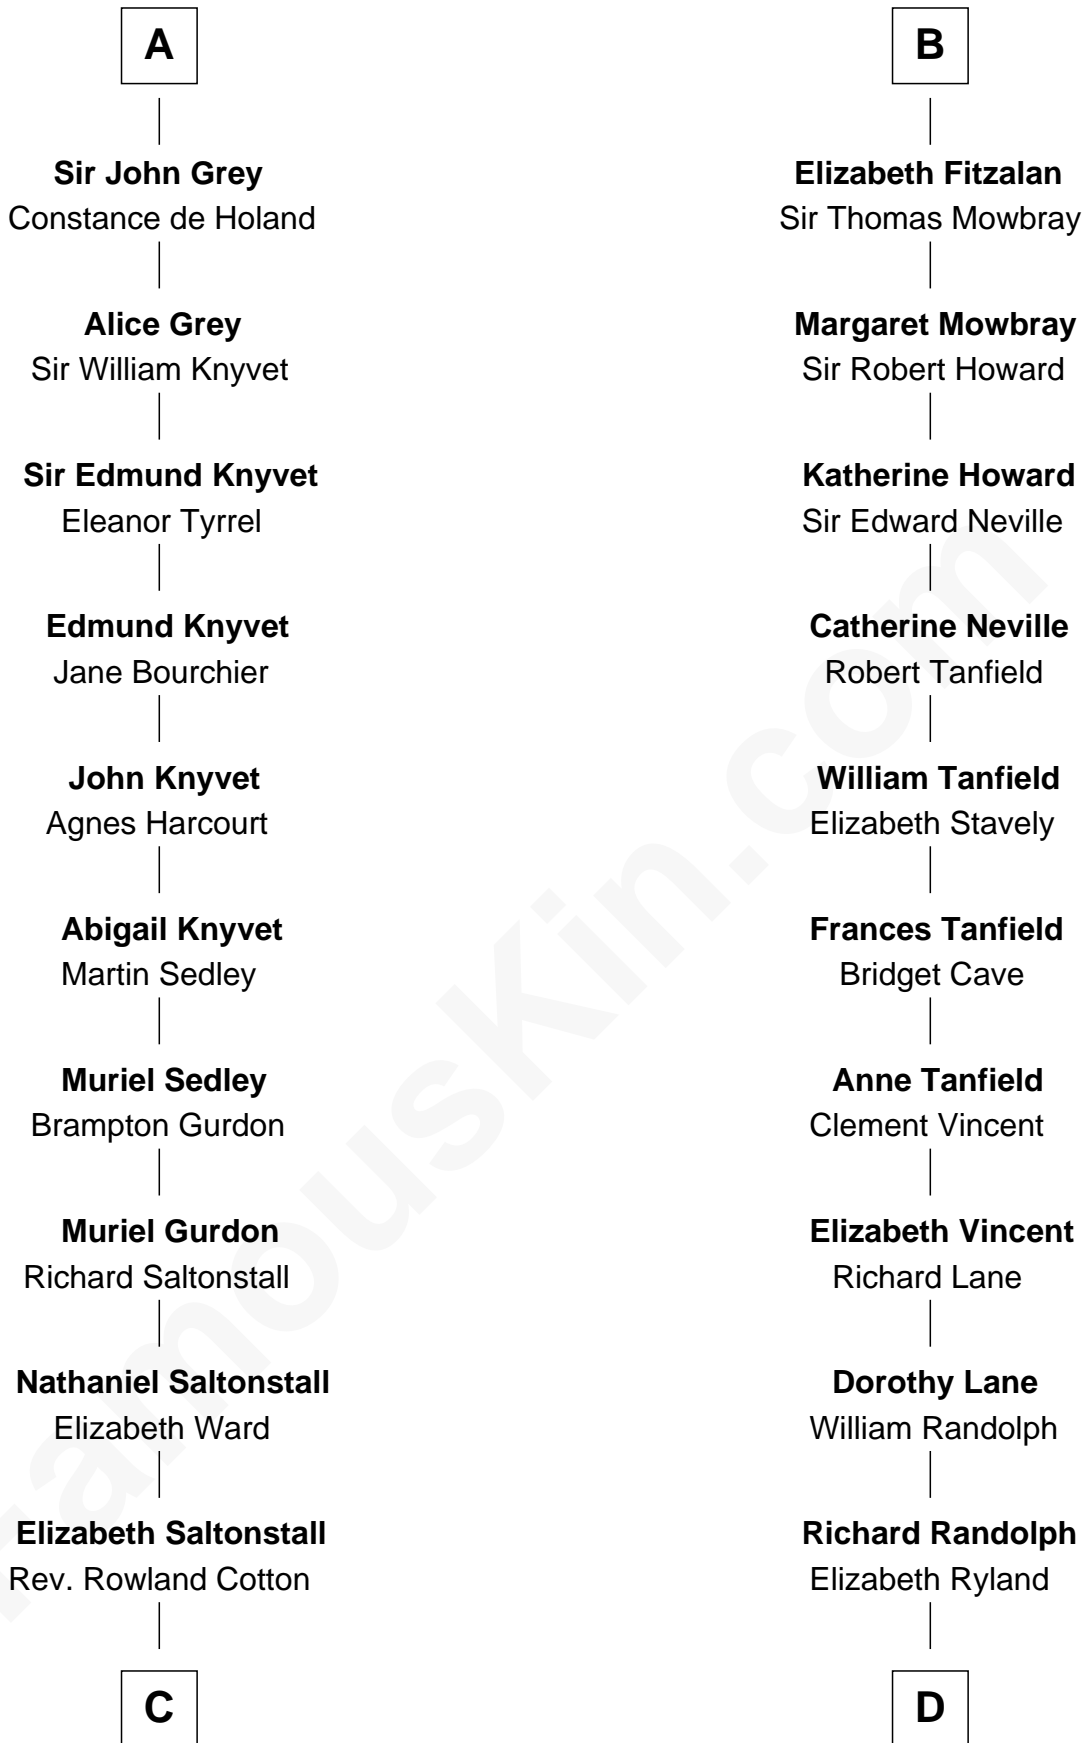 A
Sir John Grey
Constance de Holand
Alice Grey
Sir William Knyvet
Sir Edmund Knyvet
Eleanor Tyrrel
Edmund Knyvet
Jane Bourchier
John Knyvet
Agnes Harcourt
Abigail Knyvet
Martin Sedley
Muriel Sedley
Brampton Gurdon
Muriel Gurdon
Richard Saltonstall
Nathaniel Saltonstall
Elizabeth Ward
Elizabeth Saltonstall
Rev. Rowland Cotton
C
B
Elizabeth Fitzalan
Sir Thomas Mowbray
Margaret Mowbray
Sir Robert Howard
Katherine Howard
Sir Edward Neville
Catherine Neville
Robert Tanfield
William Tanfield
Elizabeth Stavely
Frances Tanfield
Bridget Cave
Anne Tanfield
Clement Vincent
Elizabeth Vincent
Richard Lane
Dorothy Lane
William Randolph
Richard Randolph
Elizabeth Ryland
D
FamousKin.com